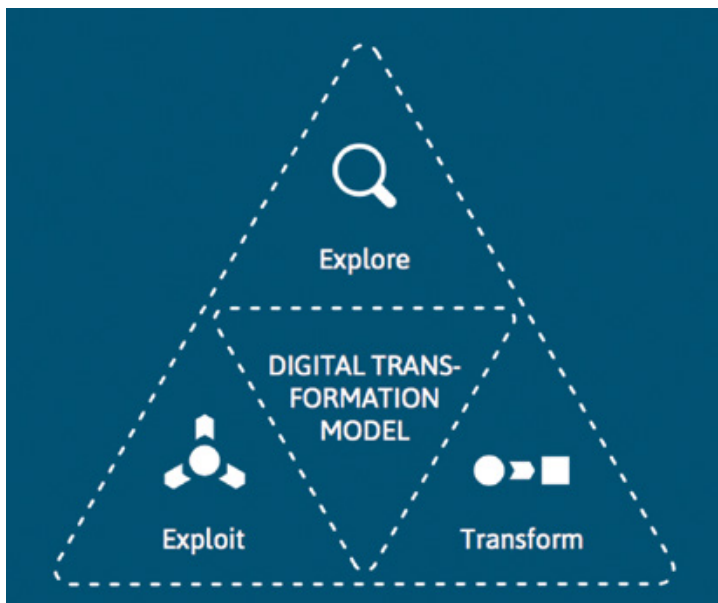 Explore
DIGITAL TRANS-
FORMATION
MODEL
Exploit
Transform